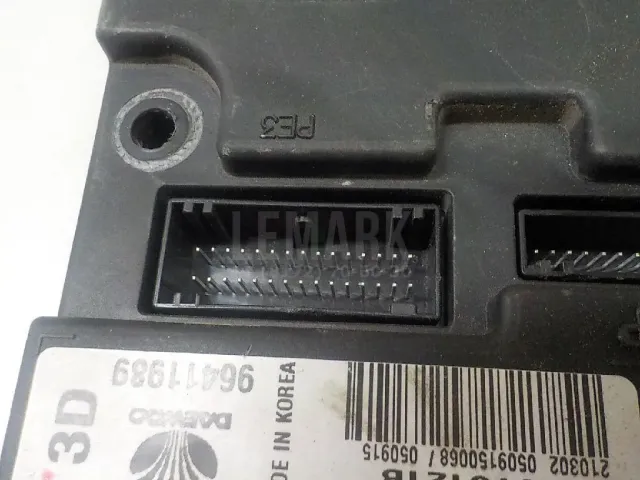 PE3
LEMARK
96411989
3D
DAEWOO
DE IN KOREA
210302 0509150068 / 050915